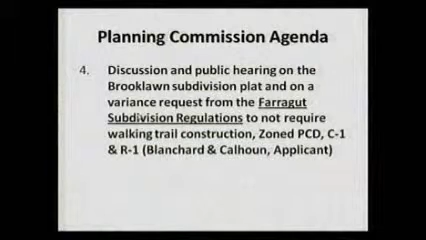 Planning Commission Agenda
4. Discussion and public hearing on the
Brooklawn subdivision plat and on a
variance request from the Farragut
Subdivision Regulations to not require
walking trail construction, Zoned PCD, C-1
& R-1 (Blanchard & Calhoun, Applicant)